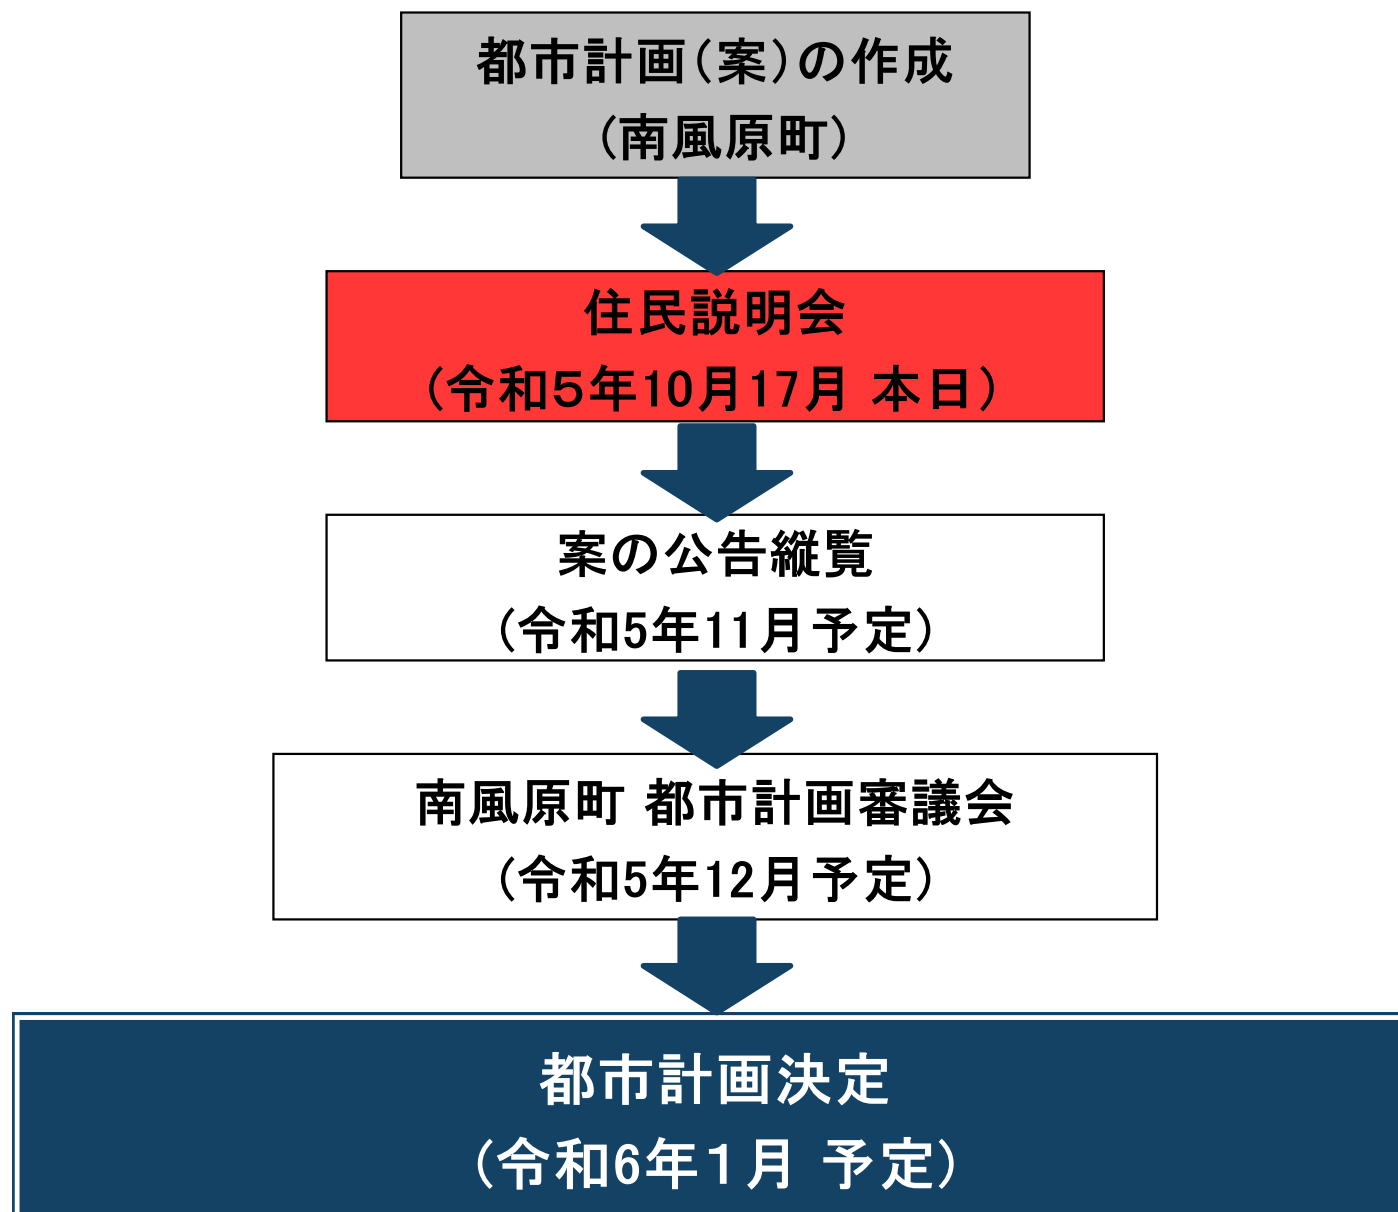 都市計画(案)の作成
(南風原町)
住民説明会
(令和５年10月17月 本日)
案の公告縦覧
(令和5年11月予定)
南風原町 都市計画審議会
(令和5年12月予定)
都市計画決定
(令和6年１月 予定)